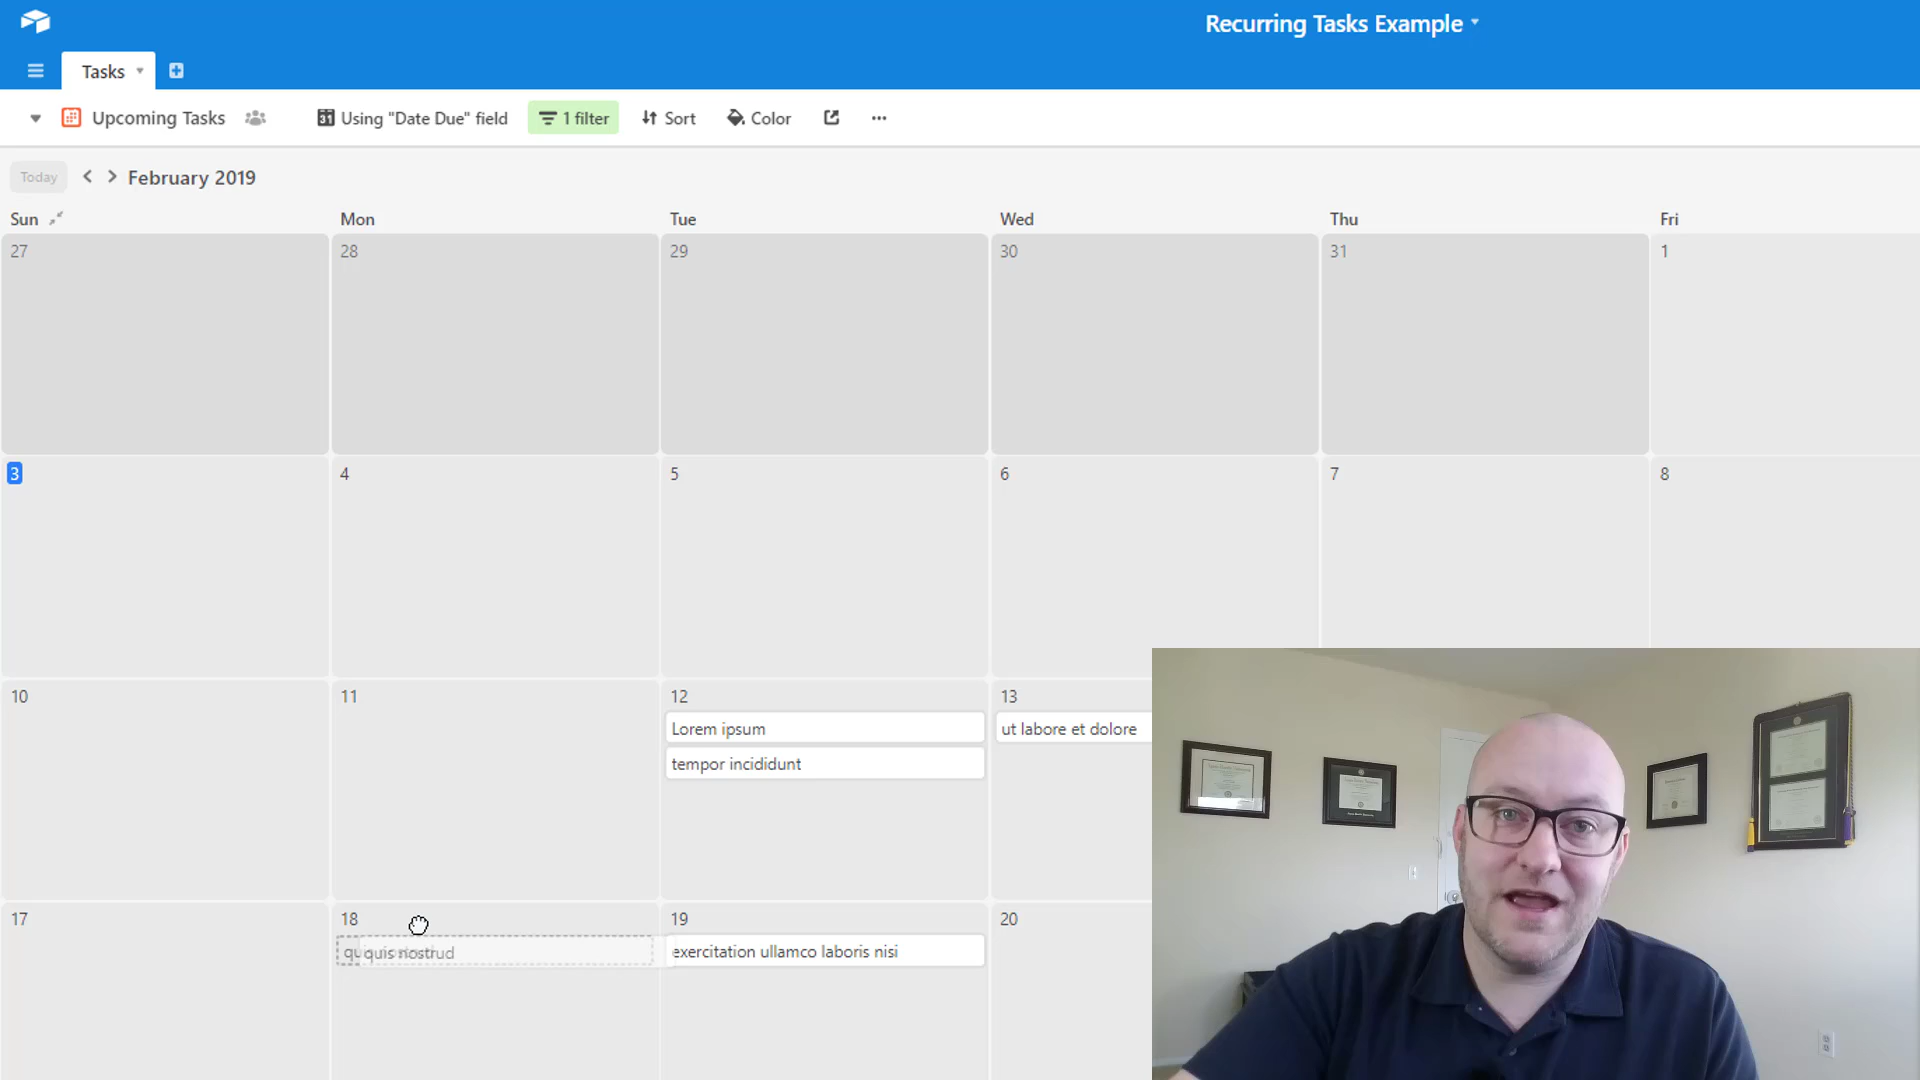 Recurring Tasks Example
Tasks
Upcoming Tasks
31 Using "Date Due" field
1 filter
Sort
Color
Today
February 2019
Sun Mon Tue Wed Thu Fri
27 28 29 30 31 1
3 4 5 6 7 8
10 11 12 13
Lorem ipsum
ut labore et dolore
tempor incididunt
17 18 19 20
quis nostrud
exercitation ullamco laboris nisi